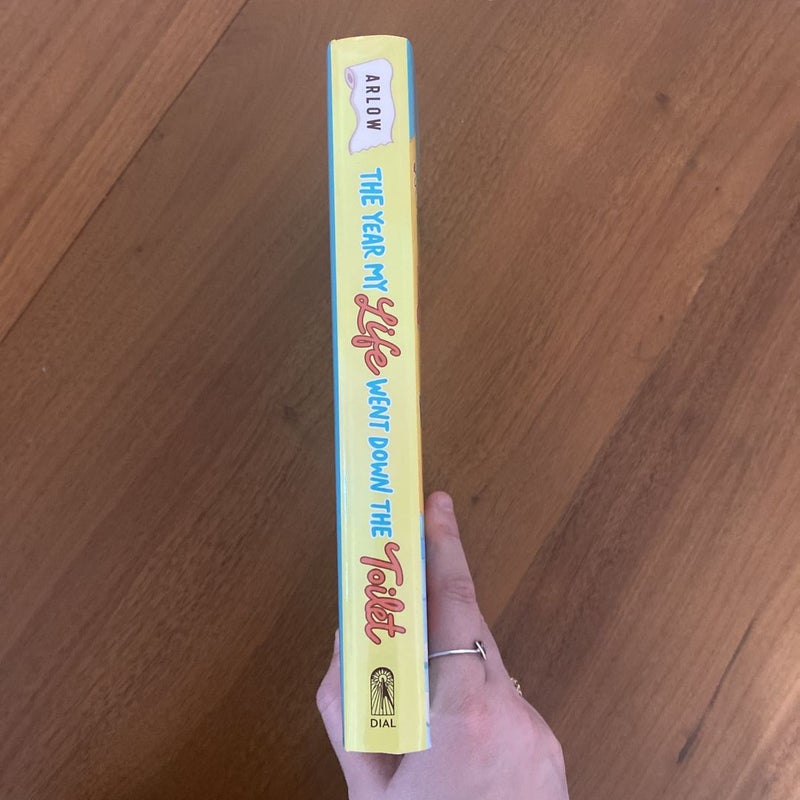 ARLOW
THE YEAR MY Life WENT DOWN THE Toilet
DIAL